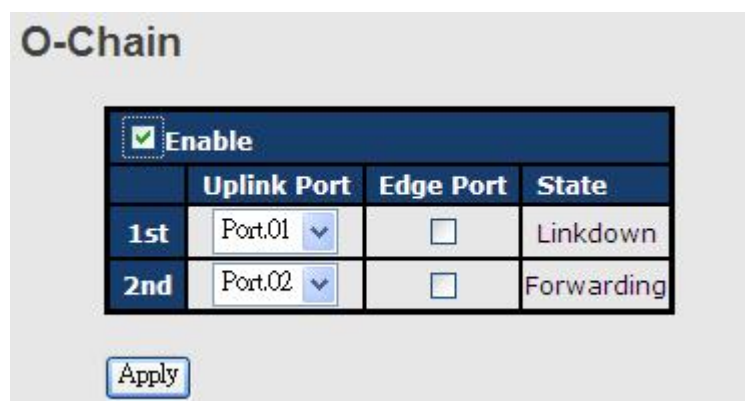 O-Chain
Enable
Uplink Port Edge Port State
1st Port.01 Linkdown
2nd Port.02 Forwarding
Apply